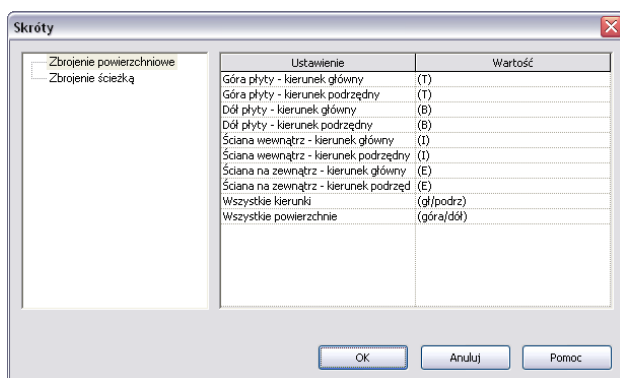 Skróty
Zbrojenie powierzchniowe
Zbrojenie ścieżką
Ustawienie Wartość
Góra płyty - kierunek główny (T)
Góra płyty - kierunek podrzędny (T)
Dół płyty - kierunek główny (B)
Dół płyty - kierunek podrzędny (B)
Ściana wewnątrz - kierunek główny (I)
Ściana wewnątrz - kierunek podrzędny (I)
Ściana na zewnątrz - kierunek główny (E)
Ściana na zewnątrz - kierunek podrzęd (E)
Wszystkie kierunki (gł/podrz)
Wszystkie powierzchnie (góra/dół)
OK Anuluj Pomoc